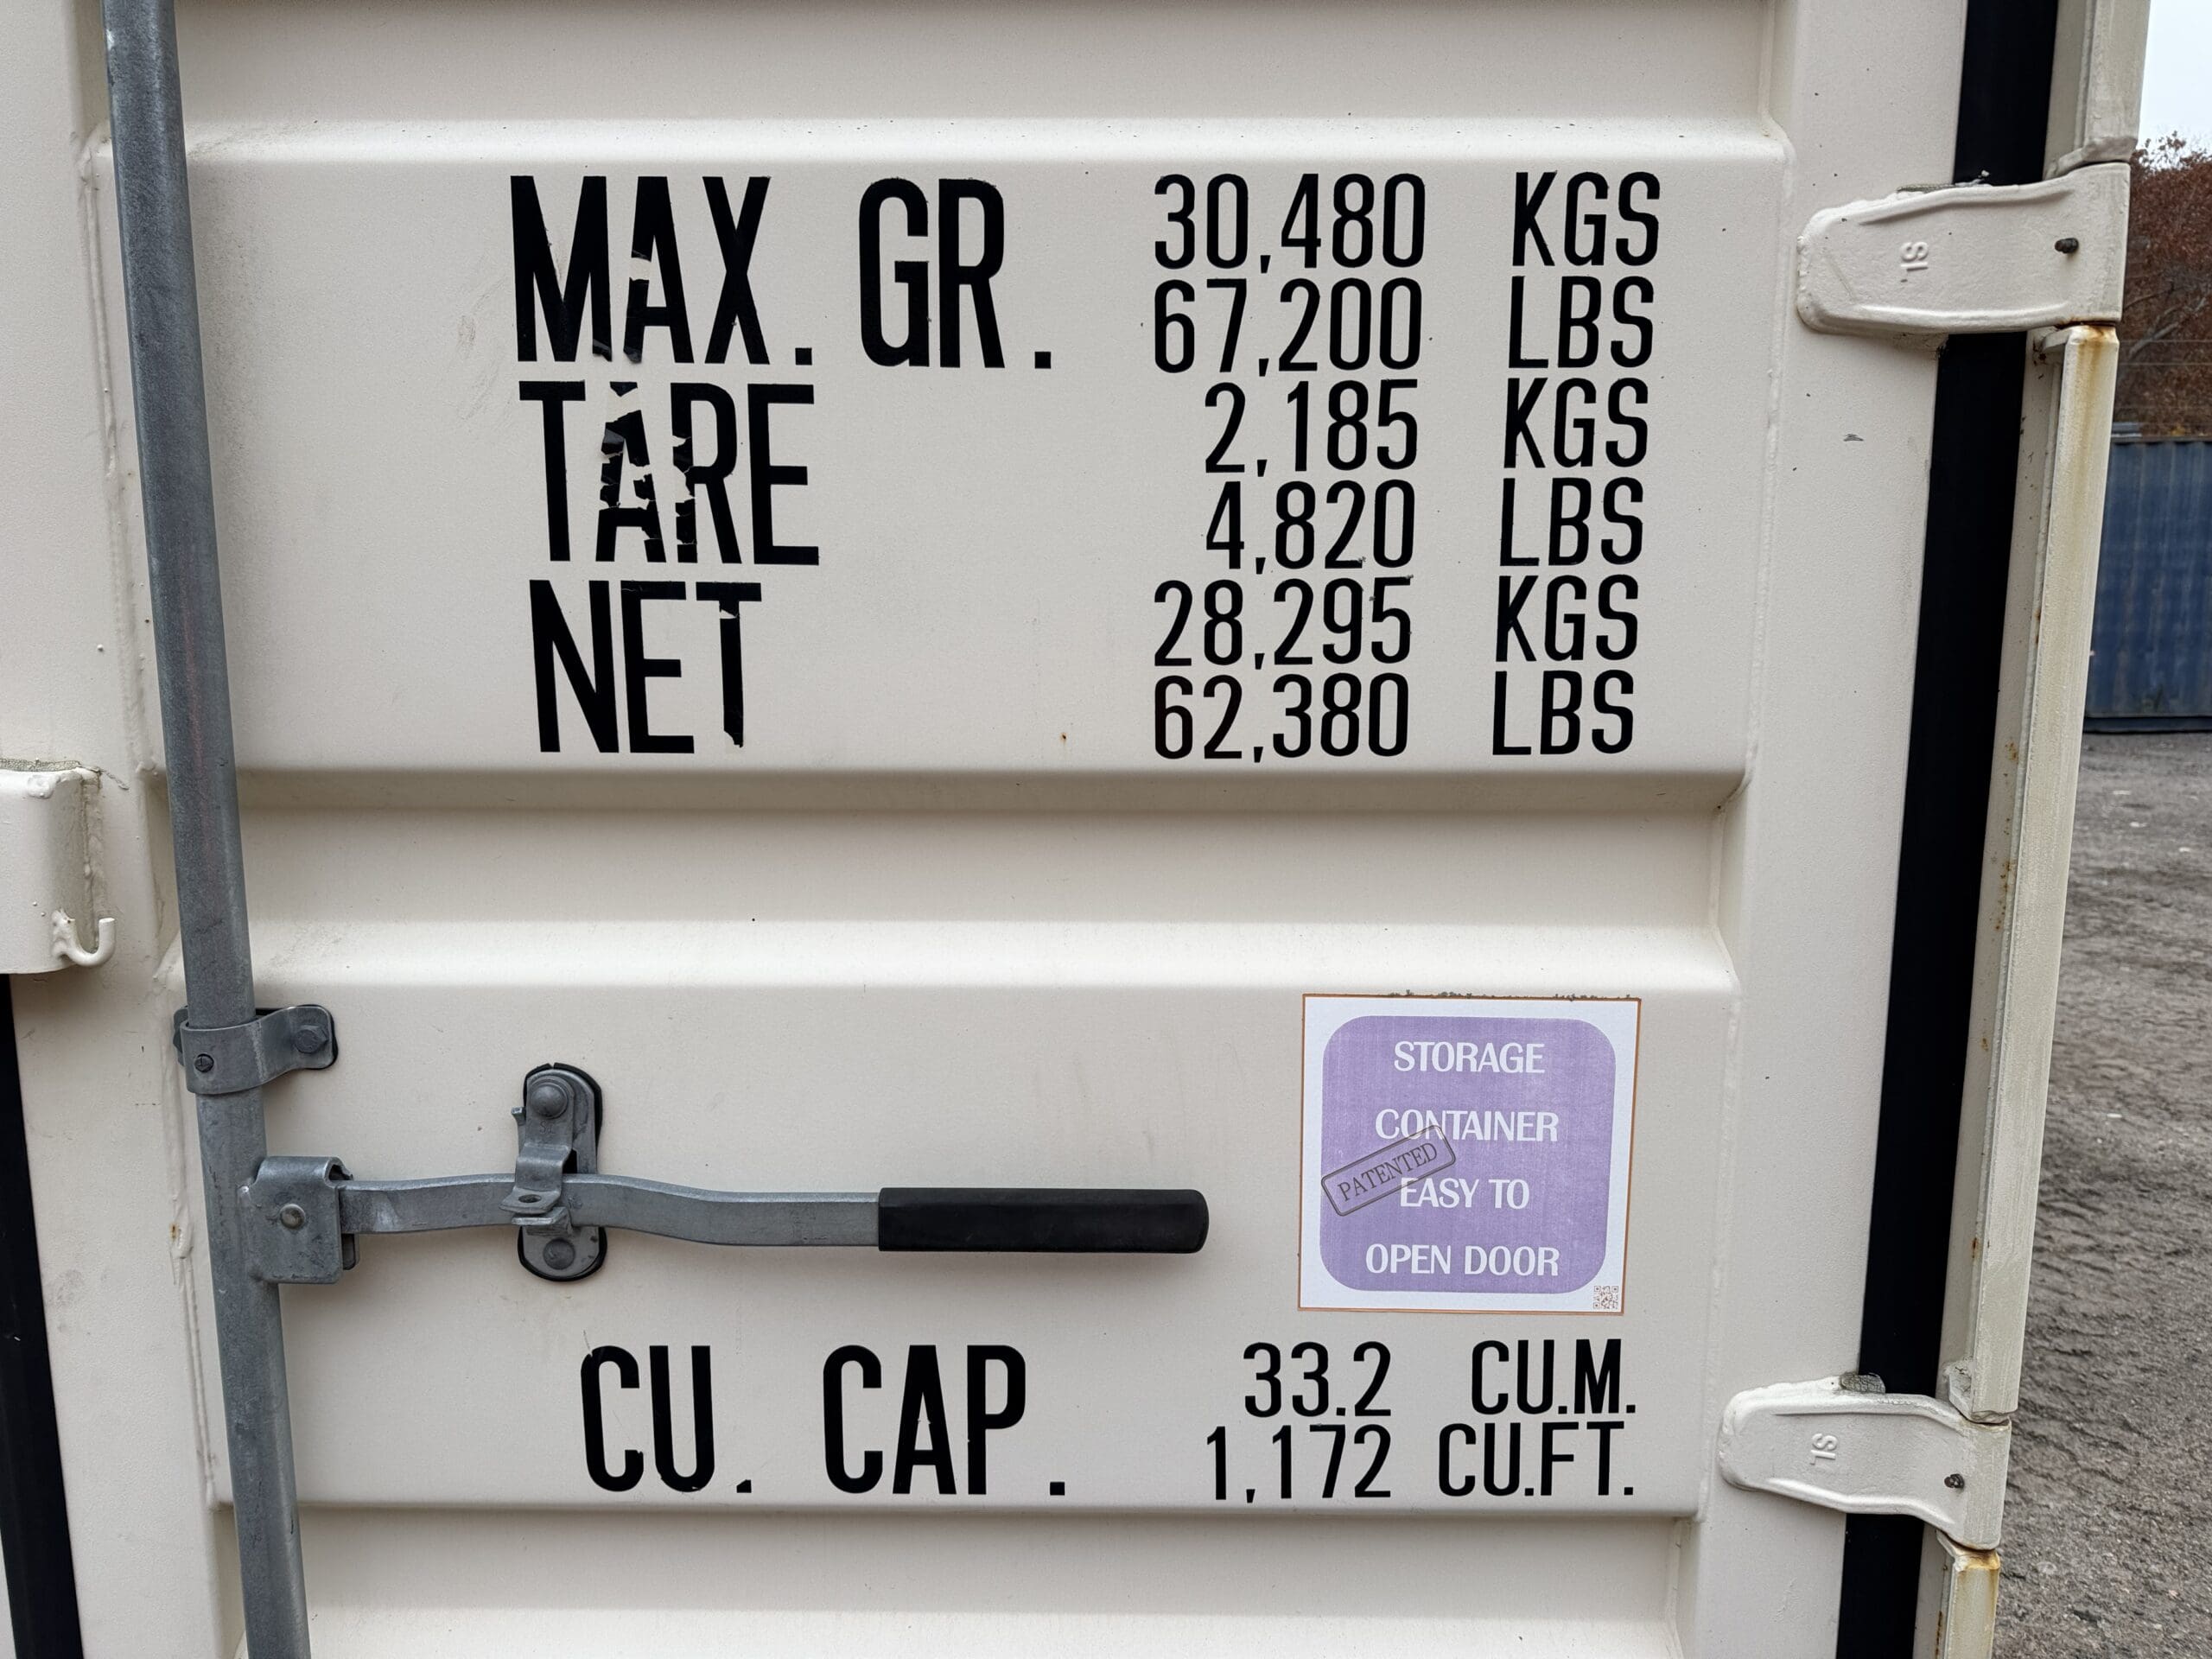 MAX. GR. 30,480 KGS
67,200 LBS
TARE 2,185 KGS
4,820 LBS
NET 28,295 KGS
62,380 LBS
STORAGE
CONTAINER
PATENTED
EASY TO
OPEN DOOR
CU. CAP. 33.2 CU.M.
1,172 CU.FT.
JS
JS